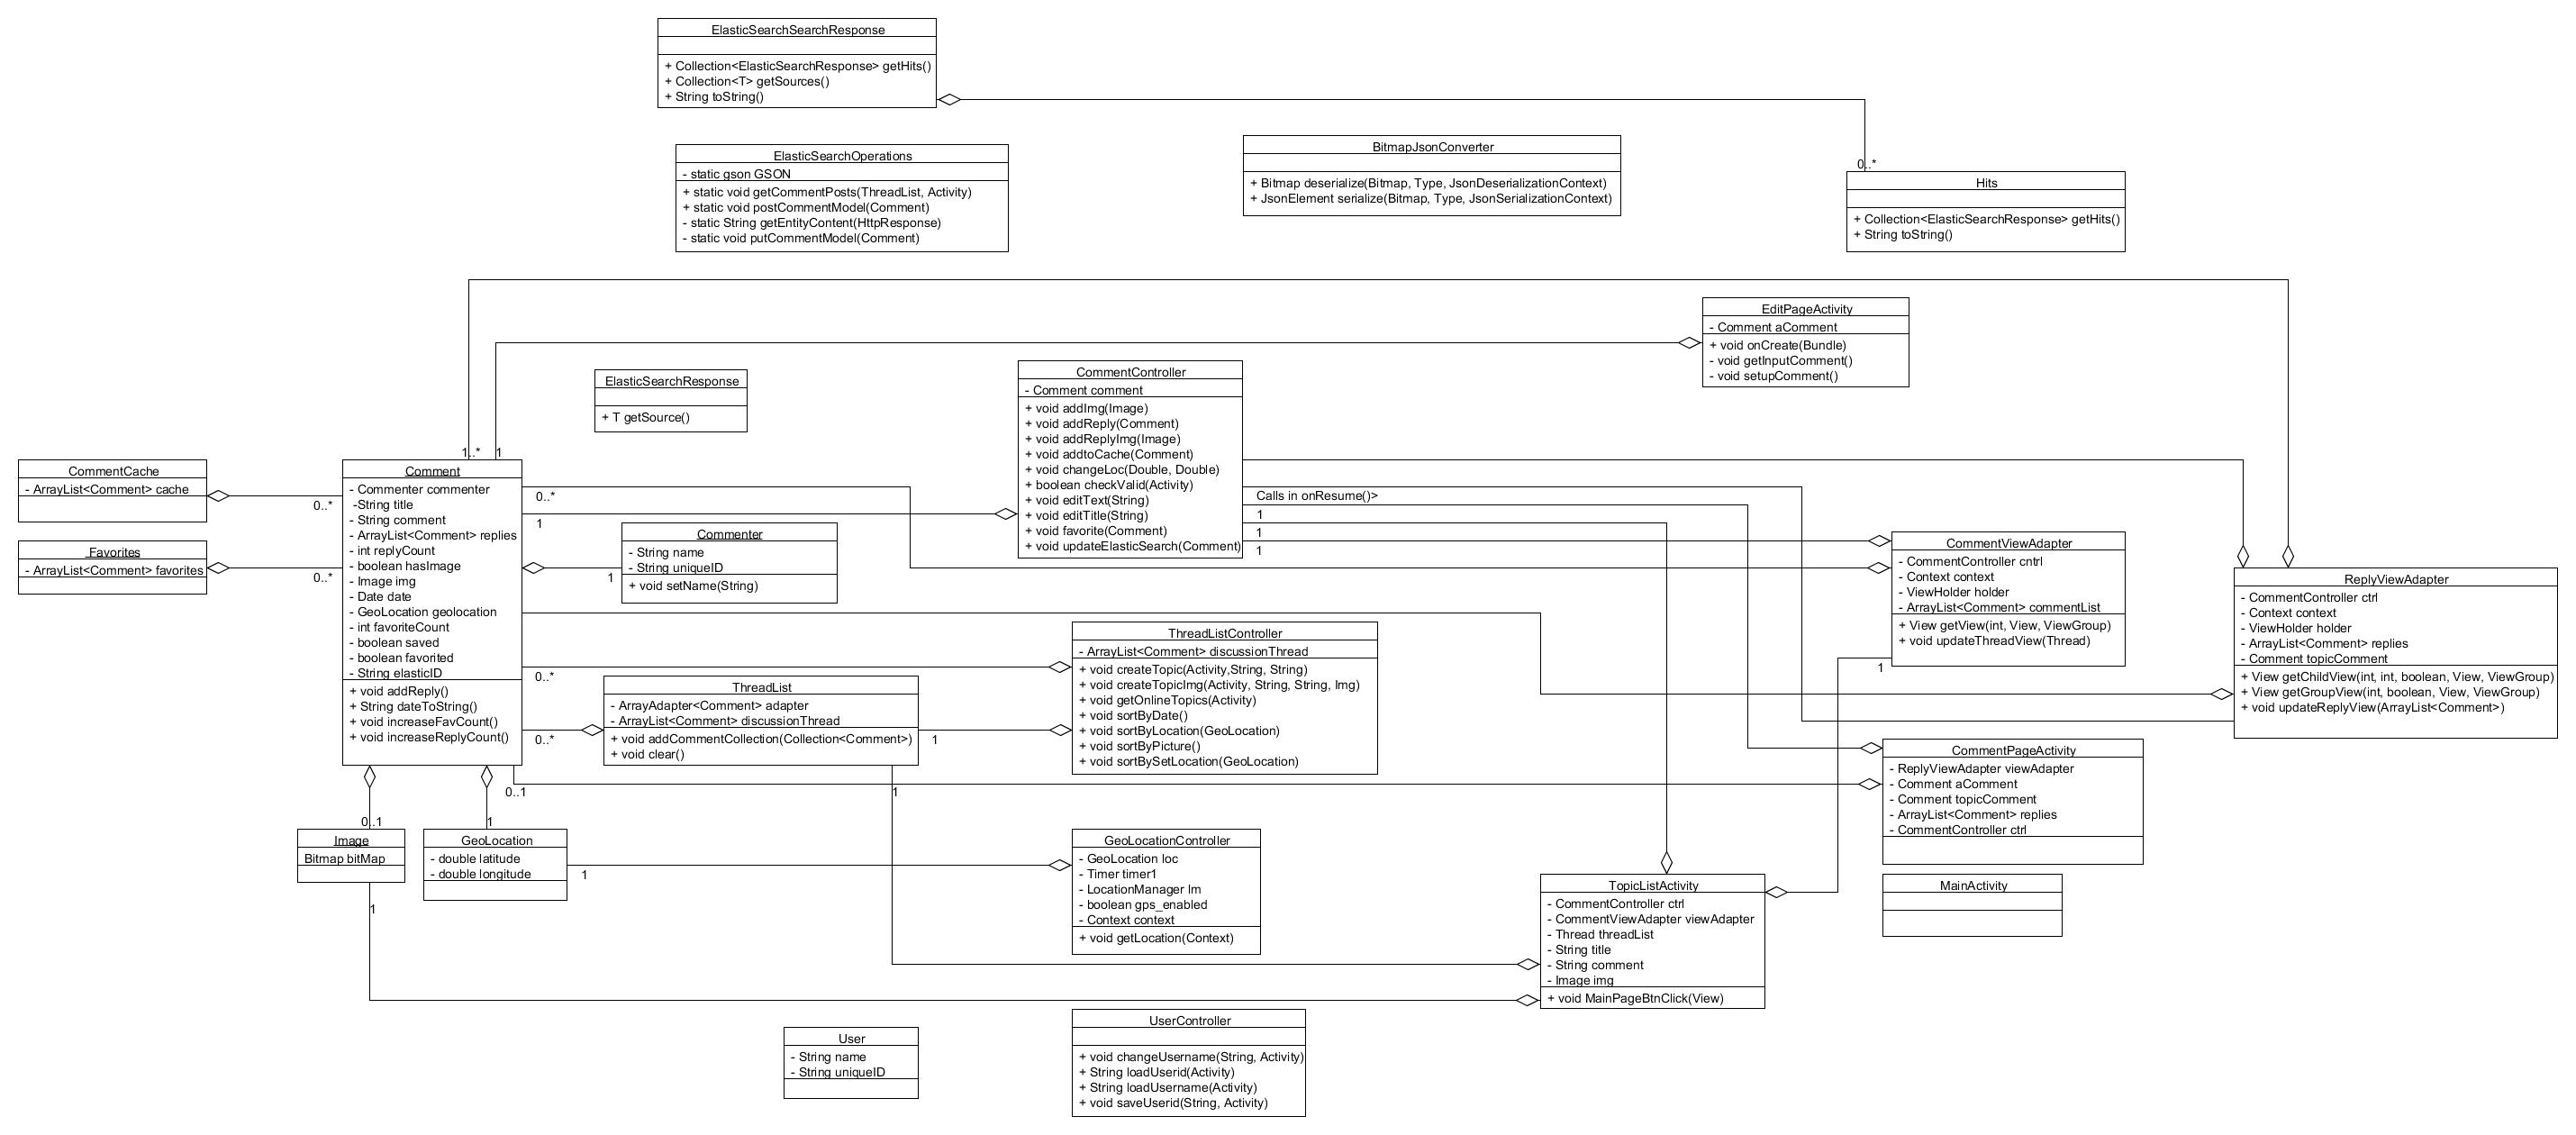 ElasticSearchSearchResponse
+ Collection<ElasticSearchResponse> getHits()
+ Collection<T> getSources()
+ String toString()
ElasticSearchOperations
- static gson GSON
+ static void getCommentPosts(ThreadList, Activity)
+ static void postCommentModel(Comment)
- static String getEntityContent(HttpResponse)
- static void putCommentModel(Comment)
BitmapJsonConverter
+ Bitmap deserialize(Bitmap, Type, JsonDeserializationContext)
+ JsonElement serialize(Bitmap, Type, JsonSerializationContext)
0..*
Hits
+ Collection<ElasticSearchResponse> getHits()
+ String toString()
EditPageActivity
- Comment aComment
+ void onCreate(Bundle)
- void getInputComment()
- void setupComment()
ElasticSearchResponse
+ T getSource()
CommentController
- Comment comment
+ void addImg(Image)
+ void addReply(Comment)
+ void addReplyImg(Image)
+ void addtoCache(Comment)
+ void changeLoc(Double, Double)
+ boolean checkValid(Activity)
+ void editText(String)
+ void editTitle(String)
+ void favorite(Comment)
+ void updateElasticSearch(Comment)
Calls in onResume()>
1
1
1
1..*
1
CommentCache
- ArrayList<Comment> cache
0..*
Favorites
- ArrayList<Comment> favorites
0..*
Comment
- Commenter commenter
-String title
- String comment
- ArrayList<Comment> replies
- int replyCount
- boolean hasImage
- Image img
- Date date
- GeoLocation geolocation
- int favoriteCount
- boolean saved
- boolean favorited
- String elasticID
+ void addReply()
+ String dateToString()
+ void increaseFavCount()
+ void increaseReplyCount()
0..*
1
Commenter
- String name
- String uniqueID
+ void setName(String)
1
CommentViewAdapter
- CommentController cntrl
- Context context
- ViewHolder holder
- ArrayList<Comment> commentList
+ View getView(int, View, ViewGroup)
+ void updateThreadView(Thread)
1
ReplyViewAdapter
- CommentController ctrl
- Context context
- ViewHolder holder
- ArrayList<Comment> replies
- Comment topicComment
+ View getChildView(int, int, boolean, View, ViewGroup)
+ View getGroupView(int, boolean, View, ViewGroup)
+ void updateReplyView(ArrayList<Comment>)
ThreadListController
- ArrayList<Comment> discussionThread
+ void createTopic(Activity,String, String)
+ void createTopicImg(Activity, String, String, Img)
+ void getOnlineTopics(Activity)
+ void sortByDate()
+ void sortByLocation(GeoLocation)
+ void sortByPicture()
+ void sortBySetLocation(GeoLocation)
0..*
ThreadList
- ArrayAdapter<Comment> adapter
- ArrayList<Comment> discussionThread
+ void addCommentCollection(Collection<Comment>)
+ void clear()
0..*
1
1
0..1
CommentPageActivity
- ReplyViewAdapter viewAdapter
- Comment aComment
- Comment topicComment
- ArrayList<Comment> replies
- CommentController ctrl
0..1
1
Image
Bitmap bitMap
1
GeoLocation
- double latitude
- double longitude
1
GeoLocationController
- GeoLocation loc
- Timer timer1
- LocationManager lm
- boolean gps_enabled
- Context context
+ void getLocation(Context)
TopicListActivity
- CommentController ctrl
- CommentViewAdapter viewAdapter
- Thread threadList
- String title
- String comment
- Image img
+ void MainPageBtnClick(View)
MainActivity
User
- String name
- String uniqueID
UserController
+ void changeUsername(String, Activity)
+ String loadUserid(Activity)
+ String loadUsername(Activity)
+ void saveUserid(String, Activity)